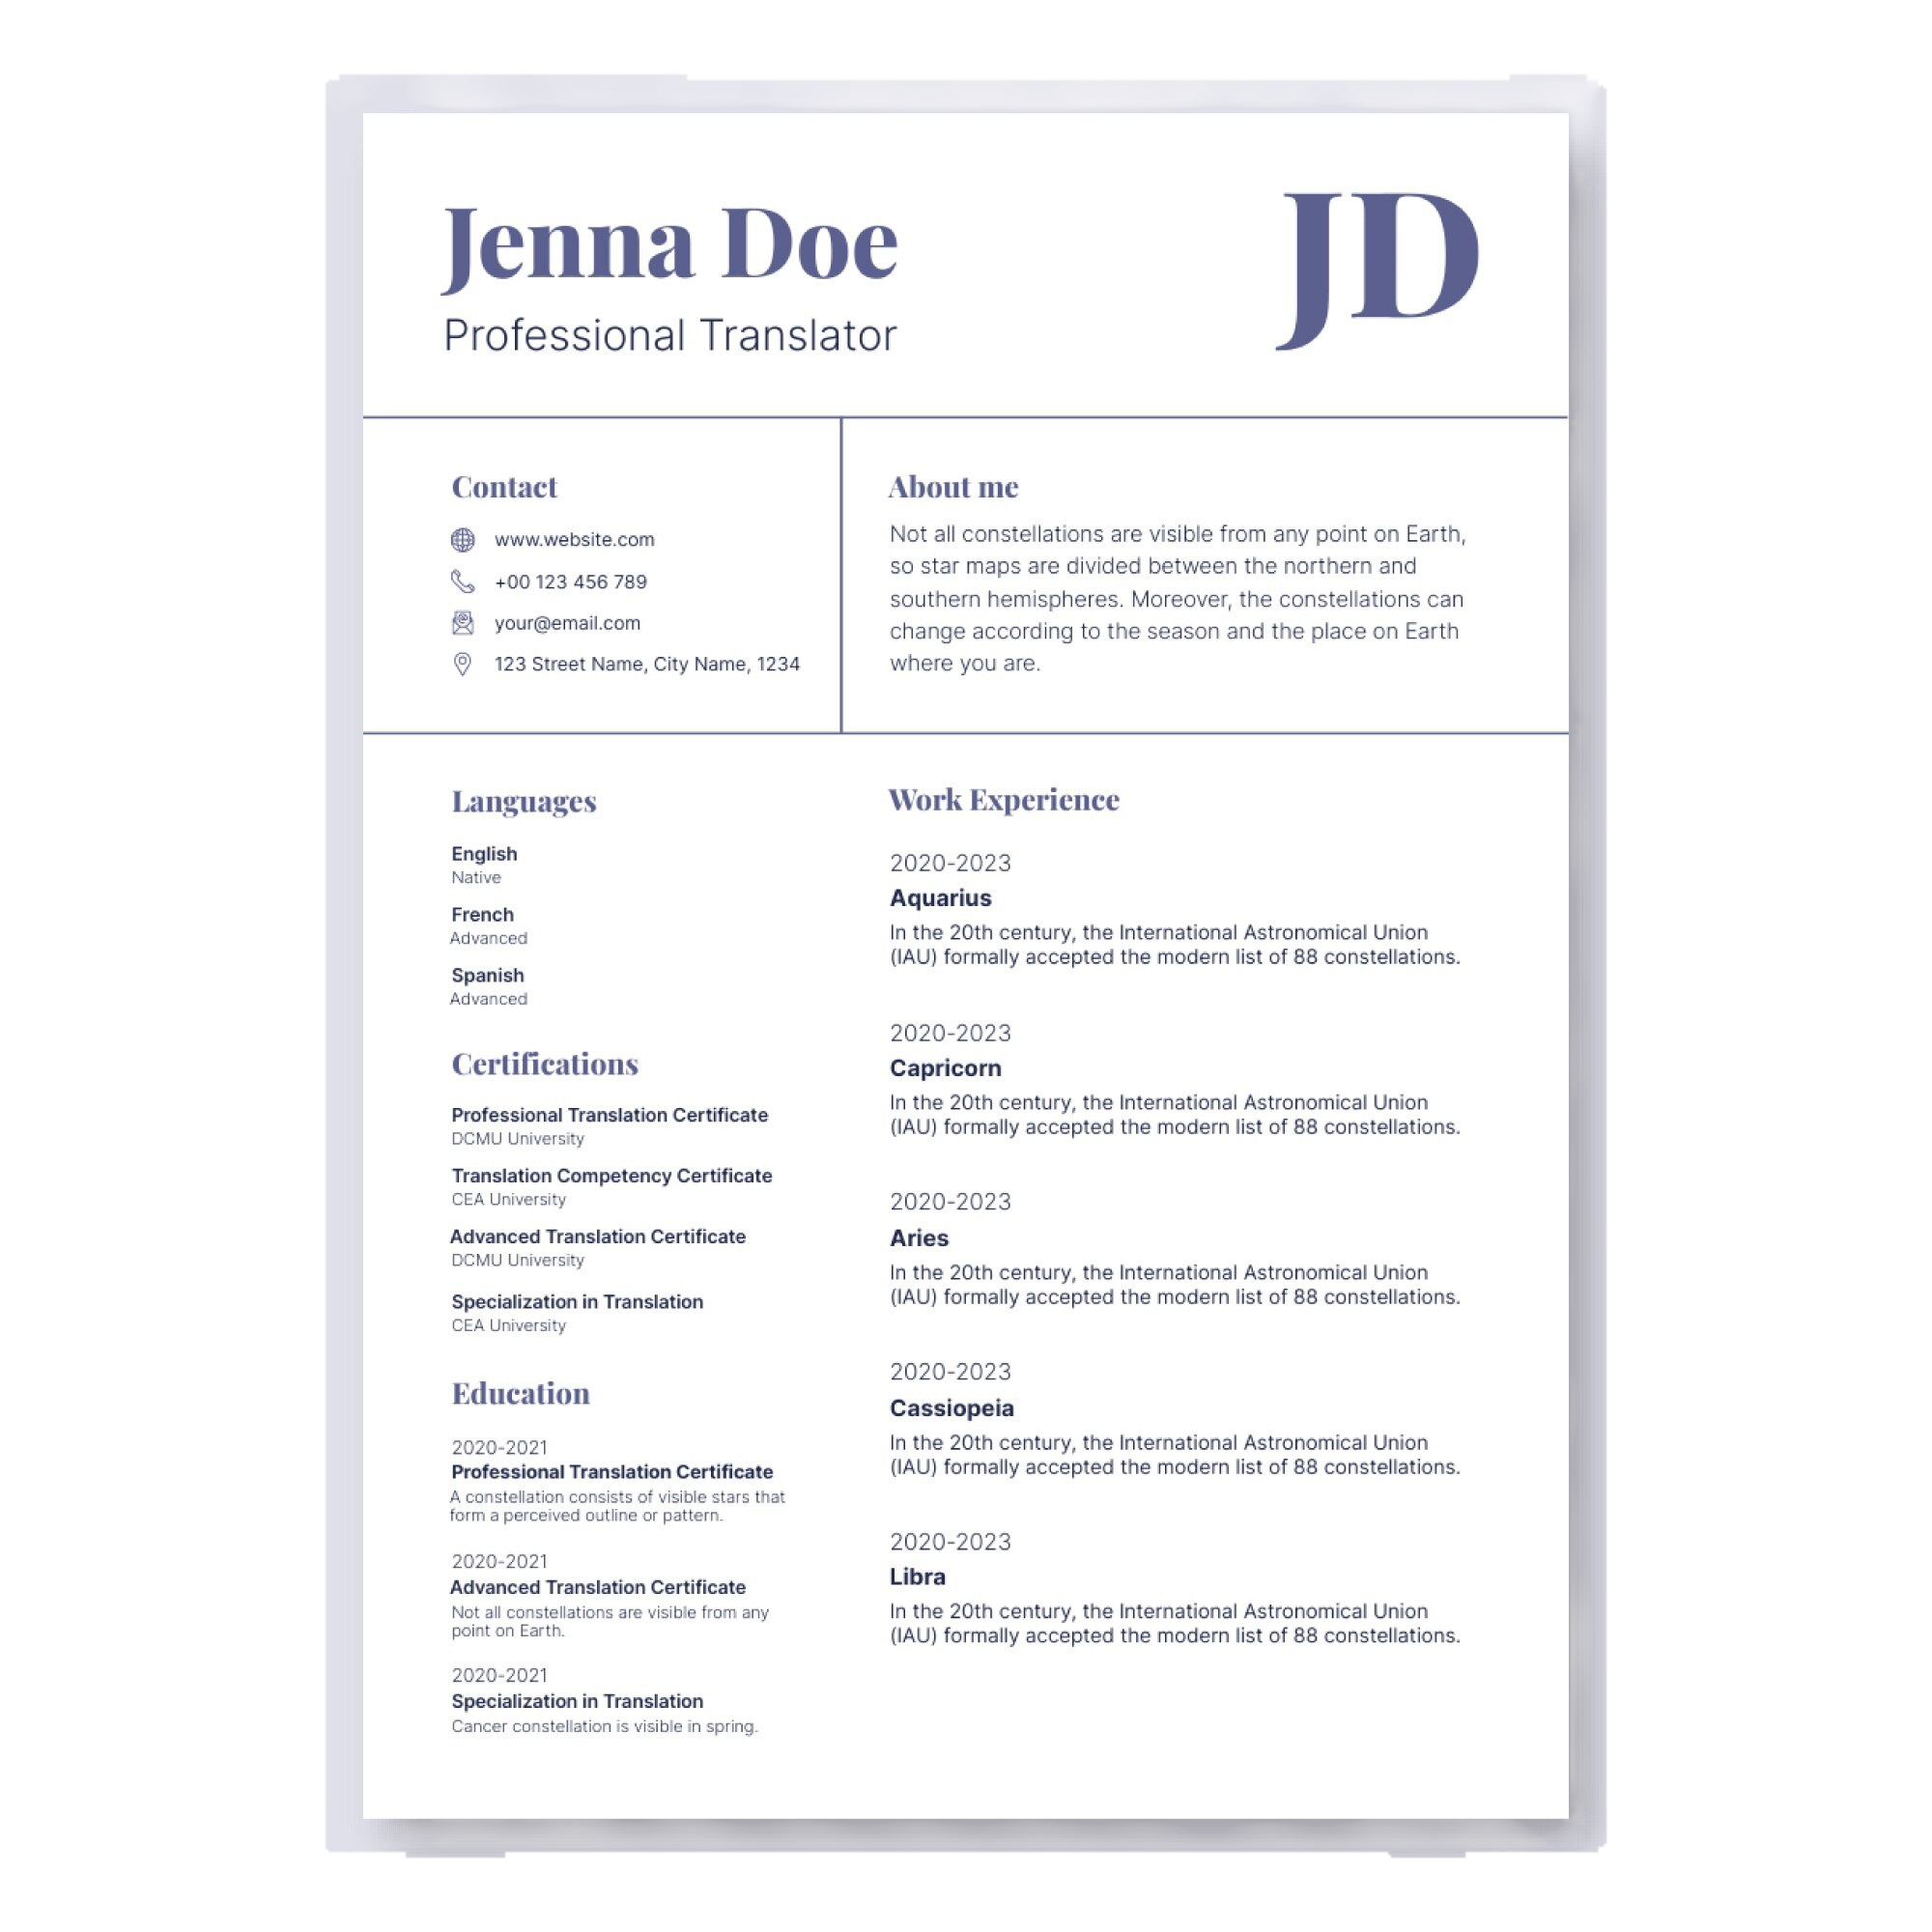 Jenna Doe
Professional Translator
JD
Contact
www.website.com
+00 123 456 789
your@email.com
123 Street Name, City Name, 1234
About me
Not all constellations are visible from any point on Earth,
so star maps are divided between the northern and
southern hemispheres. Moreover, the constellations can
change according to the season and the place on Earth
where you are.
Languages
English
Native
French
Advanced
Spanish
Advanced
Certifications
Professional Translation Certificate
DCMU University
Translation Competency Certificate
CEA University
Advanced Translation Certificate
DCMU University
Specialization in Translation
CEA University
Education
2020-2021
Professional Translation Certificate
A constellation consists of visible stars that
form a perceived outline or pattern.
2020-2021
Advanced Translation Certificate
Not all constellations are visible from any
point on Earth.
2020-2021
Specialization in Translation
Cancer constellation is visible in spring.
Work Experience
2020-2023
Aquarius
In the 20th century, the International Astronomical Union
(IAU) formally accepted the modern list of 88 constellations.
2020-2023
Capricorn
In the 20th century, the International Astronomical Union
(IAU) formally accepted the modern list of 88 constellations.
2020-2023
Aries
In the 20th century, the International Astronomical Union
(IAU) formally accepted the modern list of 88 constellations.
2020-2023
Cassiopeia
In the 20th century, the International Astronomical Union
(IAU) formally accepted the modern list of 88 constellations.
2020-2023
Libra
In the 20th century, the International Astronomical Union
(IAU) formally accepted the modern list of 88 constellations.